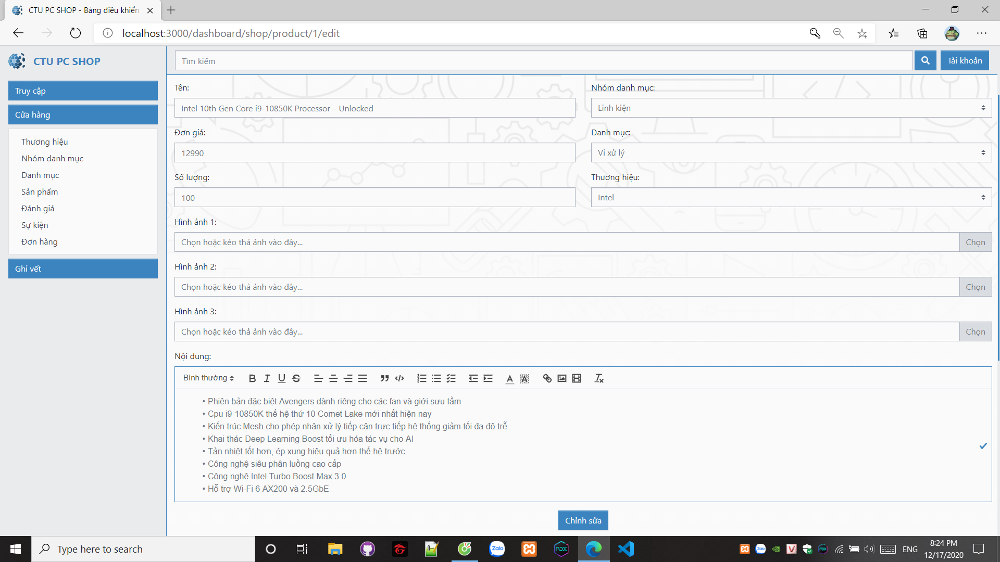 CTU PC SHOP - Bảng điều khiển
localhost:3000/dashboard/shop/product/1/edit
CTU PC SHOP
Tìm kiếm
Tài khoản
Truy cập
Cửa hàng
Thương hiệu
Nhóm danh mục
Danh mục
Sản phẩm
Đánh giá
Sự kiện
Đơn hàng
Ghi vết
Tên:
Intel 10th Gen Core i9-10850K Processor – Unlocked
Nhóm danh mục:
Linh kiện
Đơn giá:
12990
Danh mục:
Vi xử lý
Số lượng:
100
Thương hiệu:
Intel
Hình ảnh 1:
Chọn hoặc kéo thả ảnh vào đây...
Chọn
Hình ảnh 2:
Chọn hoặc kéo thả ảnh vào đây...
Chọn
Hình ảnh 3:
Chọn hoặc kéo thả ảnh vào đây...
Chọn
Nội dung:
Bình thường
• Phiên bản đặc biệt Avengers dành riêng cho các fan và giới sưu tầm
• Cpu i9-10850K thế hệ thứ 10 Comet Lake mới nhất hiện nay
• Kiến trúc Mesh cho phép nhân xử lý tiếp cận trực tiếp hệ thống giảm tối đa độ trễ
• Khai thác Deep Learning Boost tối ưu hóa tác vụ cho AI
• Tản nhiệt tốt hơn, ép xung hiệu quả hơn thế hệ trước
• Công nghệ siêu phân luồng cao cấp
• Công nghệ Intel Turbo Boost Max 3.0
• Hỗ trợ Wi-Fi 6 AX200 và 2.5GbE
Chỉnh sửa
Type here to search
Zalo
nox
ENG
8:24 PM
12/17/2020